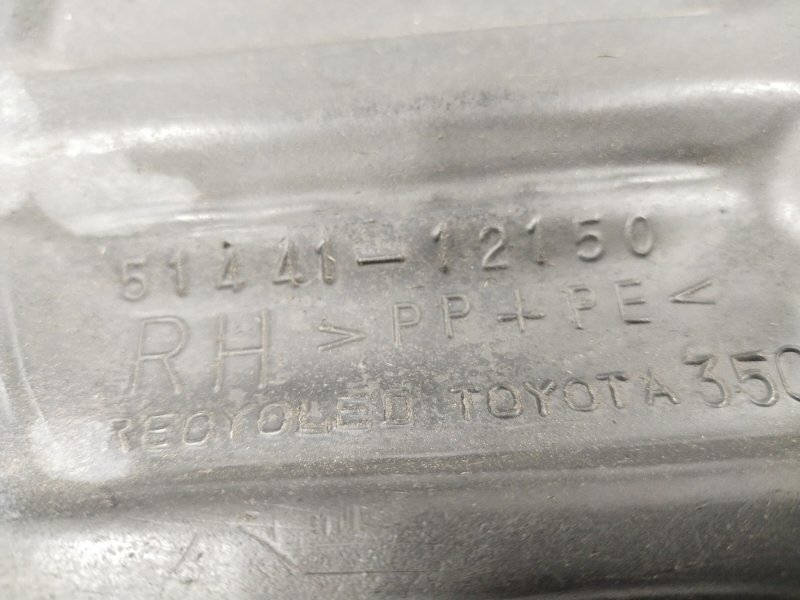 51441-12150
RH >PP+PE<
RECYCLED TOYOTA 350